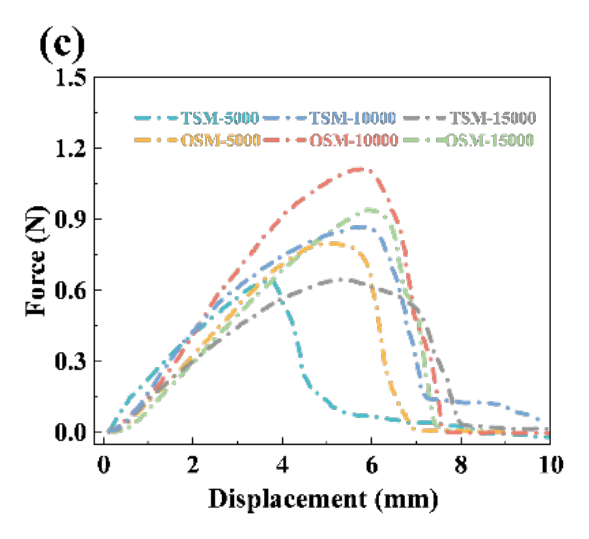 (c)
1.5
TSM-5000 TSM-10000 TSM-15000
OSM-5000 OSM-10000 OSM-15000
1.2
0.9
0.6
0.3
0.0
Force (N)
0 2 4 6 8 10
Displacement (mm)